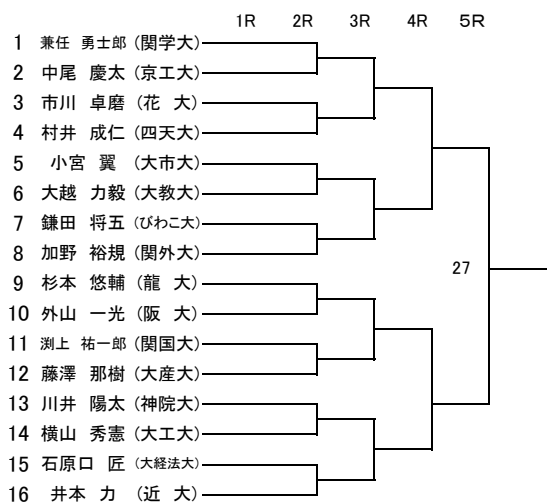 1R 2R 3R 4R 5R
1 兼任 勇士郎 (関学大)
2 中尾 慶太 (京工大)
3 市川 卓磨 (花 大)
4 村井 成仁 (四天大)
5 小宮 翼 (大市大)
6 大越 力毅 (大教大)
7 鎌田 将五 (びわこ大)
8 加野 裕規 (関外大)
27
9 杉本 悠輔 (龍 大)
10 外山 一光 (阪 大)
11 渕上 祐一郎 (関国大)
12 藤澤 那樹 (大産大)
13 川井 陽太 (神院大)
14 横山 秀憲 (大工大)
15 石原口 匠 (大経法大)
16 井本 力 (近 大)